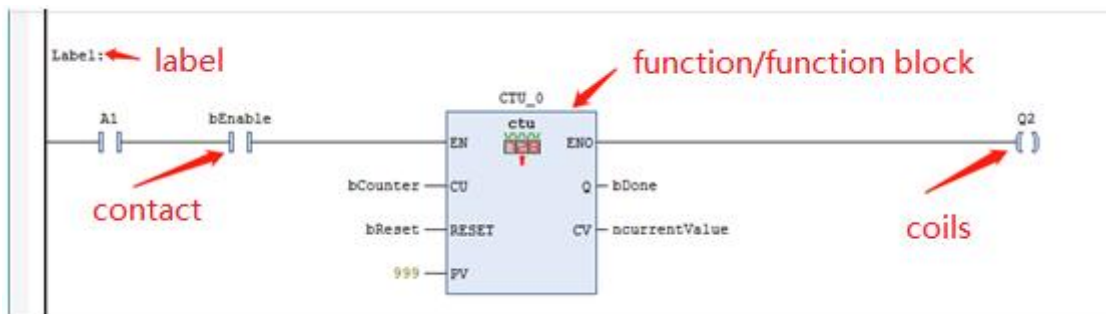 Label:
label
function/function block
CTU_0
ctu
A1
bEnable
Q2
EN
ENO
bCounter
CU
Q
bDone
contact
bReset
RESET
CV
ncurrentValue
coils
999
PV